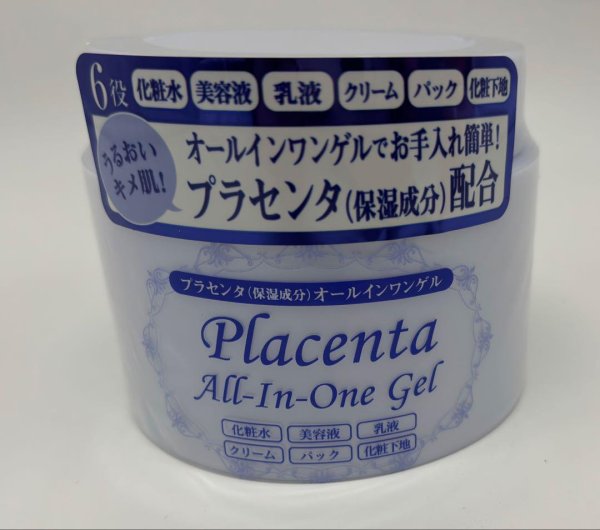 6役 化粧水 美容液 乳液 クリーム パック 化粧下地
うるおい
キメ肌!
オールインワンゲルでお手入れ簡単!
プラセンタ(保湿成分)配合
プラセンタ(保湿成分)オールインワンゲル
Placenta
All-In-One Gel
化粧水 美容液 乳液
クリーム パック 化粧下地